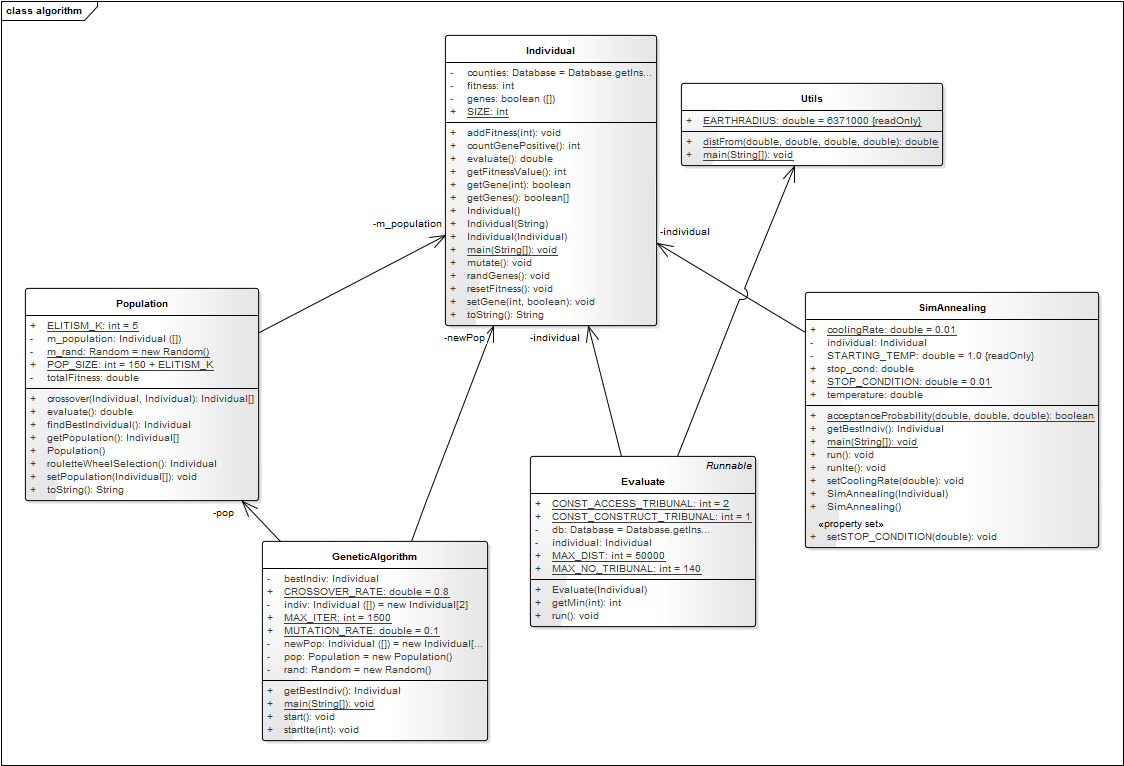 class algorithm
Individual
- counties: Database = Database.getIns...
- fitness: int
- genes: boolean ([])
+ SIZE: int
+ addFitness(int): void
+ countGenePositive(): int
+ evaluate(): double
+ getFitnessValue(): int
+ getGene(int): boolean
+ getGenes(): boolean[]
+ Individual()
+ Individual(String)
+ Individual(Individual)
+ main(String[]): void
+ mutate(): void
+ randGenes(): void
+ resetFitness(): void
+ setGene(int, boolean): void
+ toString(): String
Utils
+ EARTHRADIUS: double = 6371000 {readOnly}
+ distFrom(double, double, double, double): double
+ main(String[]): void
-m_population
-individual
-newPop
-individual
Population
+ ELITISM_K: int = 5
- m_population: Individual ([])
- m_rand: Random = new Random()
+ POP_SIZE: int = 150 + ELITISM_K
- totalFitness: double
+ crossover(Individual, Individual): Individual[]
+ evaluate(): double
+ findBestIndividual(): Individual
+ getPopulation(): Individual[]
+ Population()
+ rouletteWheelSelection(): Individual
+ setPopulation(Individual[]): void
+ toString(): String
SimAnnealing
+ coolingRate: double = 0.01
- individual: Individual
- STARTING_TEMP: double = 1.0 {readOnly}
+ stop_cond: double
+ STOP_CONDITION: double = 0.01
+ temperature: double
+ acceptanceProbability(double, double, double): boolean
+ getBestIndiv(): Individual
+ main(String[]): void
+ run(): void
+ runIte(): void
+ setCoolingRate(double): void
+ SimAnnealing(Individual)
+ SimAnnealing()
«property set»
+ setSTOP_CONDITION(double): void
-pop
Runnable
Evaluate
+ CONST_ACCESS_TRIBUNAL: int = 2
+ CONST_CONSTRUCT_TRIBUNAL: int = 1
- db: Database = Database.getIns...
- individual: Individual
+ MAX_DIST: int = 50000
+ MAX_NO_TRIBUNAL: int = 140
+ Evaluate(Individual)
+ getMin(int): int
+ run(): void
GeneticAlgorithm
- bestIndiv: Individual
+ CROSSOVER_RATE: double = 0.8
- indiv: Individual ([]) = new Individual[2]
+ MAX_ITER: int = 1500
+ MUTATION_RATE: double = 0.1
- newPop: Individual ([]) = new Individual[...
- pop: Population = new Population()
- rand: Random = new Random()
+ getBestIndiv(): Individual
+ main(String[]): void
+ start(): void
+ startIte(int): void